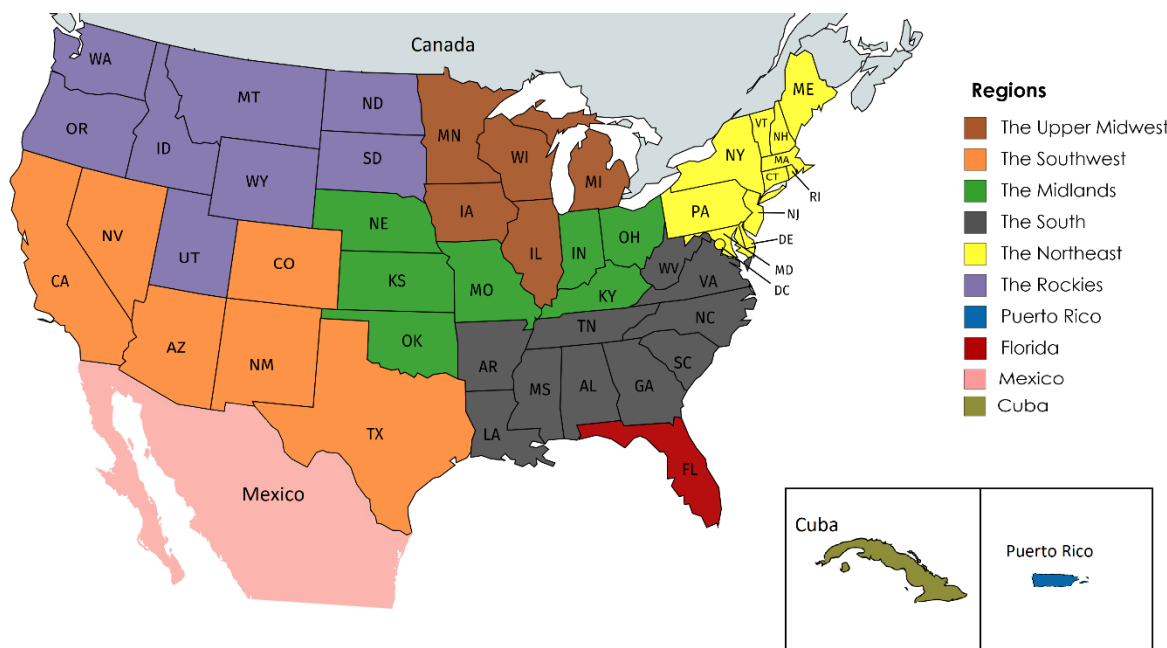 Canada
WA
MT
ND
MN
ME
VT
NH
OR
ID
SD
WI
NY
MA
CT
RI
WY
MI
IA
PA
NJ
NE
OH
DE
NV
UT
CO
IL
IN
MD
WV
DC
CA
KS
MO
KY
VA
AZ
NM
OK
TN
NC
AR
SC
MS
AL
GA
TX
LA
FL
Mexico
Regions
The Upper Midwest
The Southwest
The Midlands
The South
The Northeast
The Rockies
Puerto Rico
Florida
Mexico
Cuba
Cuba
Puerto Rico